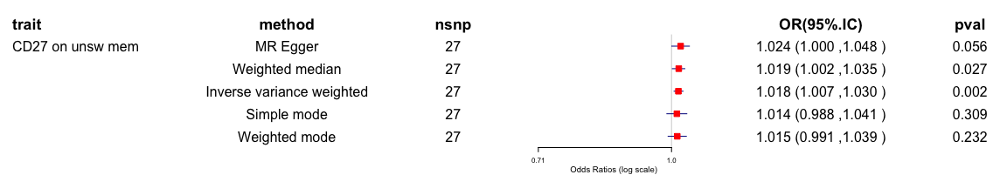 trait method nsnp OR(95%.IC) pval
CD27 on unsw mem MR Egger 27 1.024 (1.000 ,1.048 ) 0.056
Weighted median 27 1.019 (1.002 ,1.035 ) 0.027
Inverse variance weighted 27 1.018 (1.007 ,1.030 ) 0.002
Simple mode 27 1.014 (0.988 ,1.041 ) 0.309
Weighted mode 27 1.015 (0.991 ,1.039 ) 0.232
0.71 1.0
Odds Ratios (log scale)